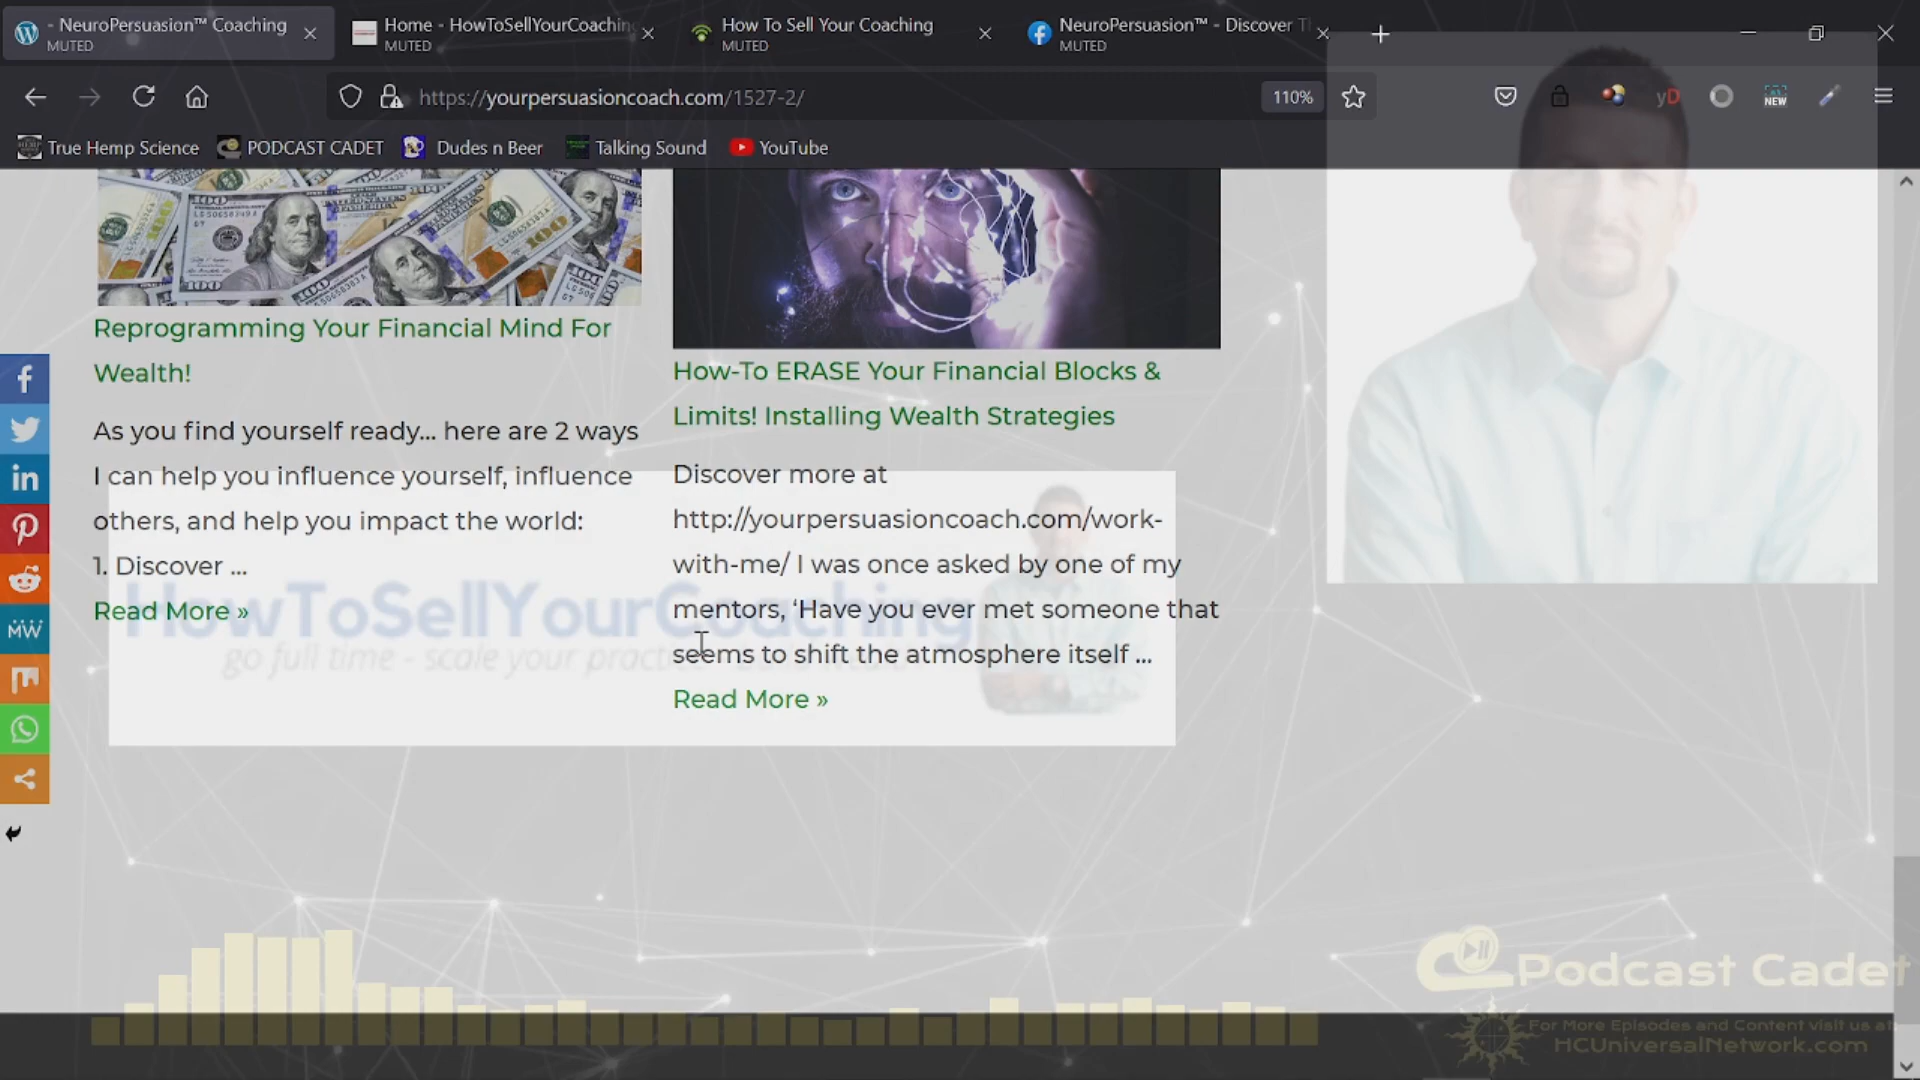 - NeuroPersuasion™ Coaching
MUTED
Home - HowToSellYourCoaching
MUTED
How To Sell Your Coaching
MUTED
NeuroPersuasion™ - Discover T
MUTED
https://yourpersuasioncoach.com/1527-2/
110%
yD
NEW
True Hemp Science
PODCAST CADET
Dudes n Beer
Talking Sound
YouTube
Reprogramming Your Financial Mind For
Wealth!
As you find yourself ready... here are 2 ways
I can help you influence yourself, influence
others, and help you impact the world:
1. Discover ...
Read More »
How-To ERASE Your Financial Blocks &
Limits! Installing Wealth Strategies
Discover more at
http://yourpersuasioncoach.com/work-
with-me/ I was once asked by one of my
mentors, ‘Have you ever met someone that
seems to shift the atmosphere itself ...
Read More »
MW
HowToSellYourCoaching
go full time - scale your practice
Podcast Cadet
For More Episodes and Content visit us at
HCUniversalNetwork.com